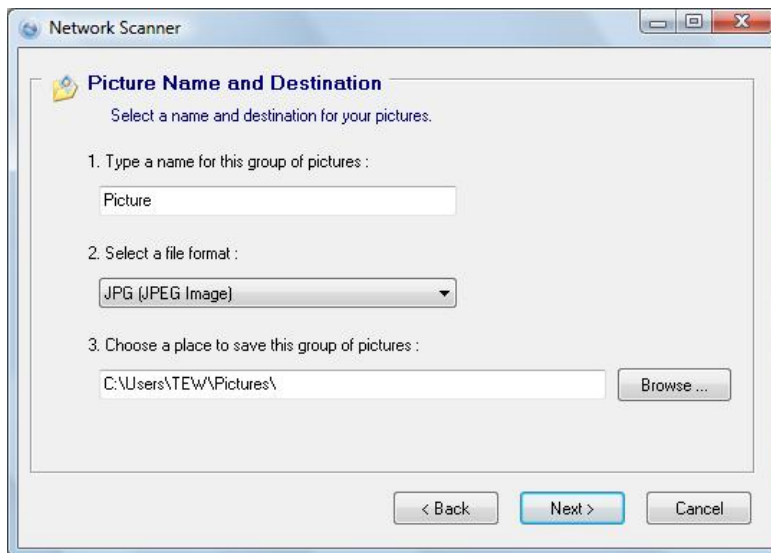 Network Scanner
Picture Name and Destination
Select a name and destination for your pictures.
1. Type a name for this group of pictures :
Picture
2. Select a file format :
JPG (JPEG Image)
3. Choose a place to save this group of pictures :
C:\Users\TEW\Pictures\
Browse ...
< Back
Next >
Cancel